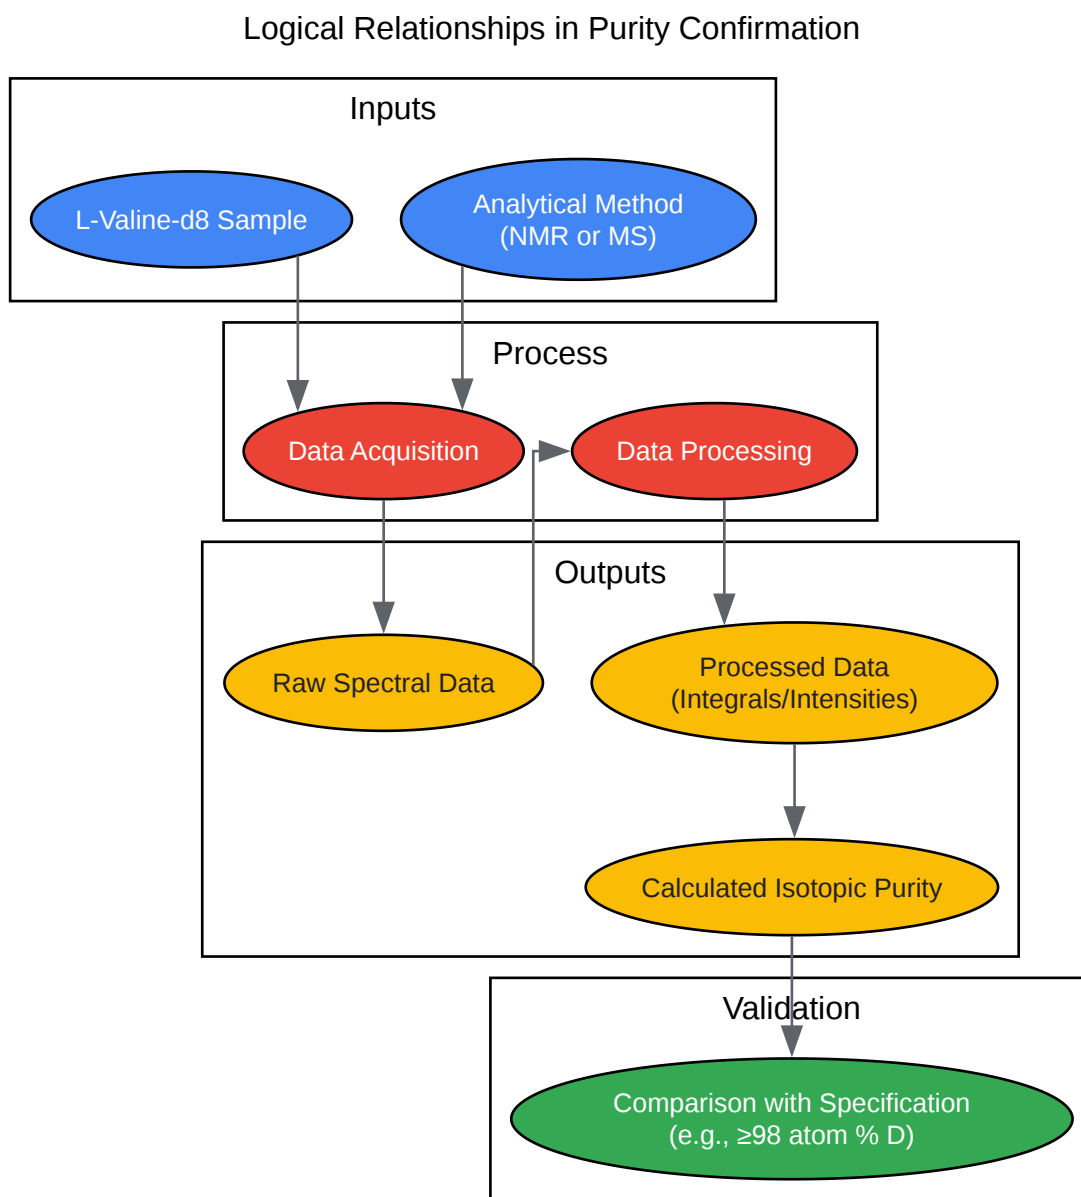 Logical Relationships in Purity Confirmation
Inputs
L-Valine-d8 Sample
Analytical Method
(NMR or MS)
Process
Data Acquisition
Data Processing
Outputs
Raw Spectral Data
Processed Data
(Integrals/Intensities)
Calculated Isotopic Purity
Validation
Comparison with Specification
(e.g., ≥98 atom % D)